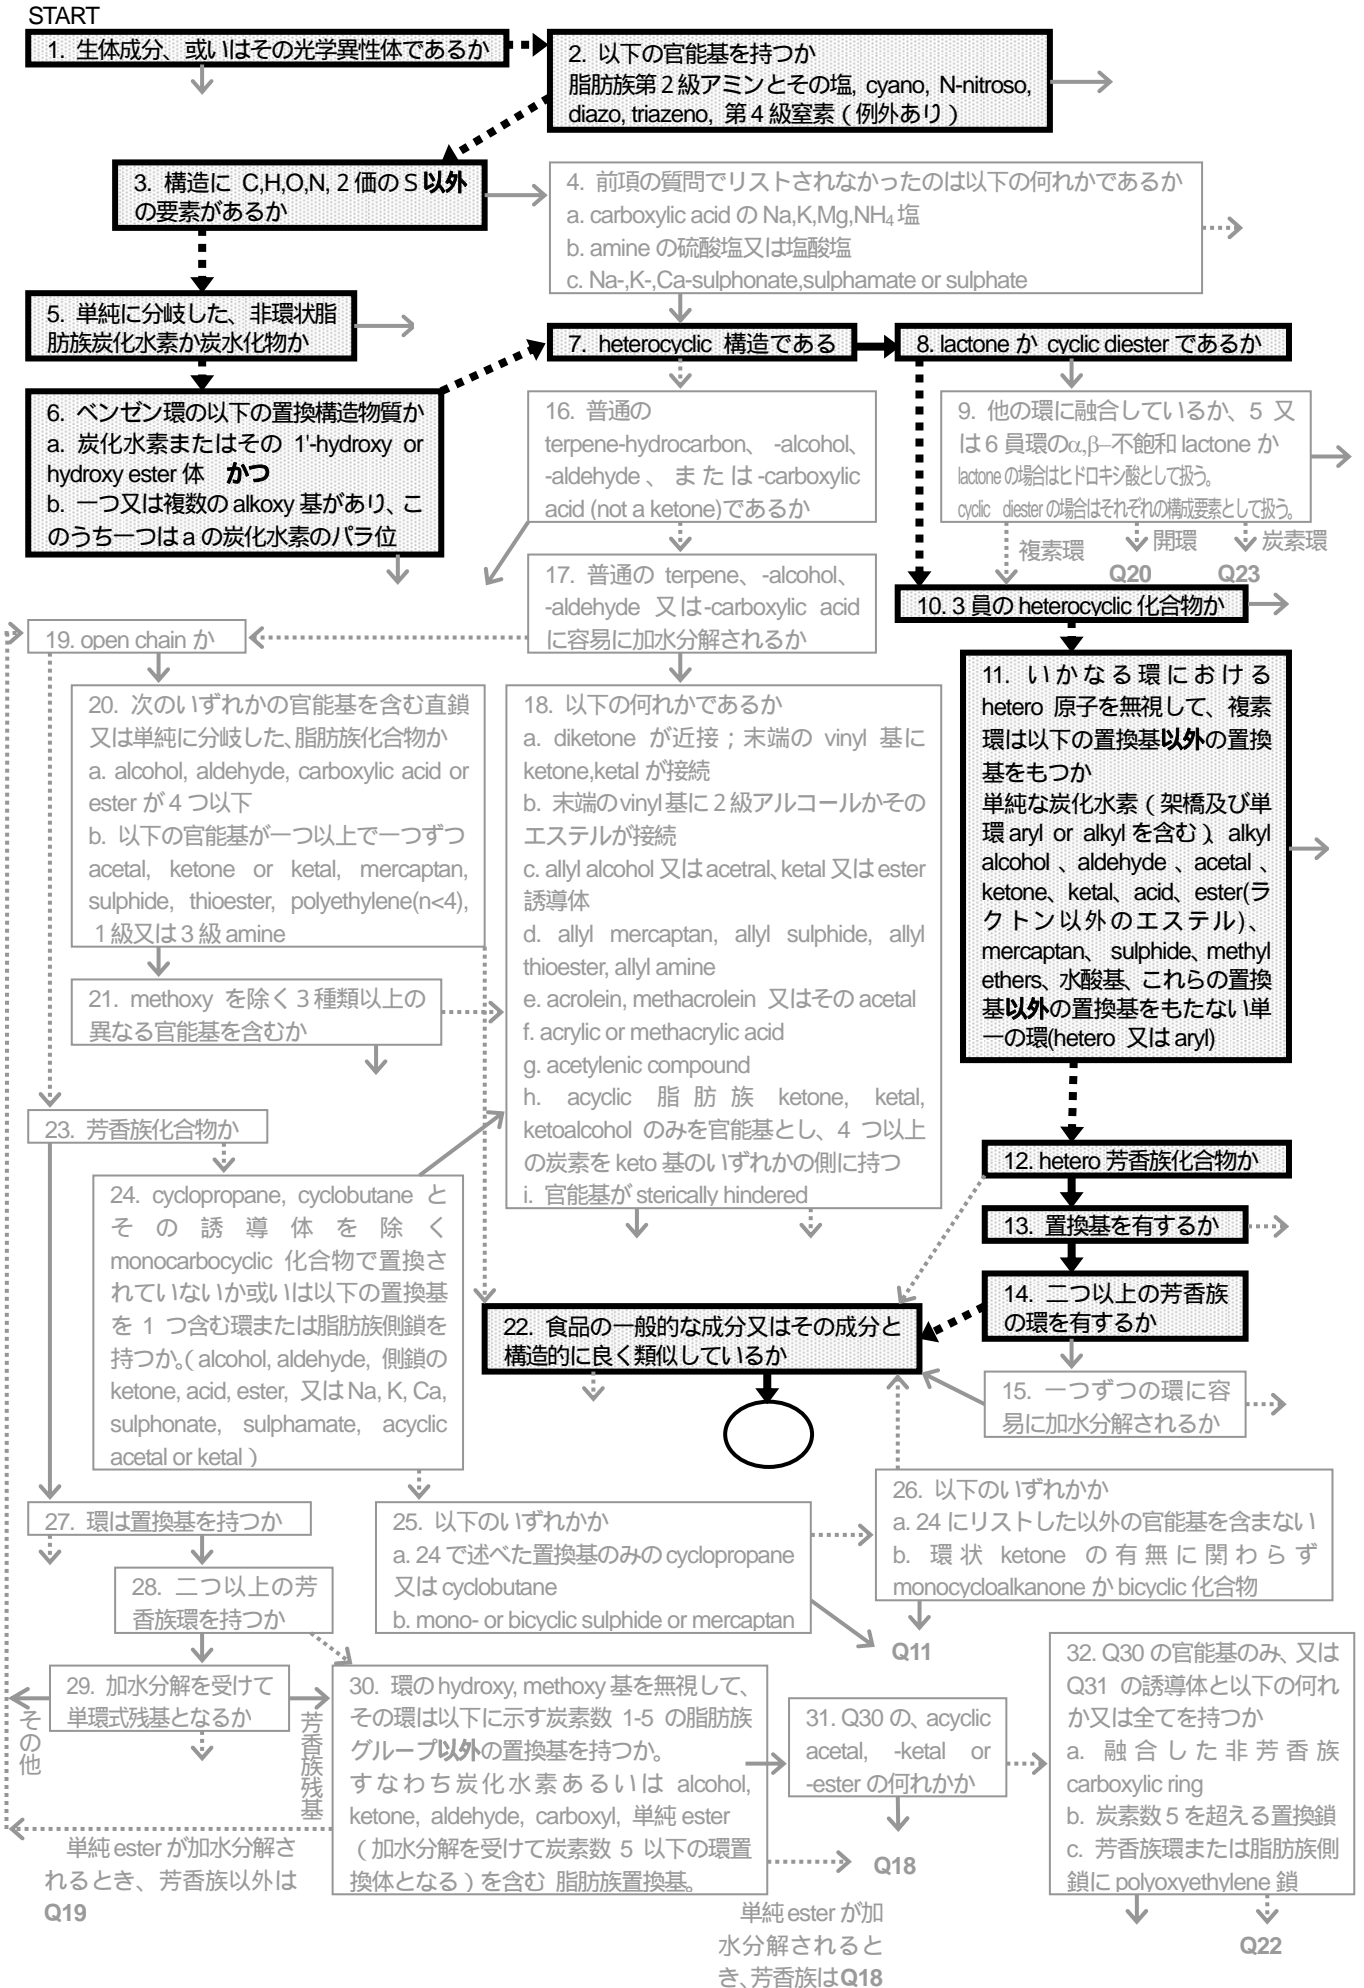 START
1. 生体成分、或いはその光学異性体であるか
2. 以下の官能基を持つか
脂肪族第２級アミンとその塩, cyano, N-nitroso,
diazo, triazeno, 第４級窒素（例外あり）
3. 構造に C,H,O,N,２価のＳ以外
の要素があるか
4. 前項の質問でリストされなかったのは以下の何れかであるか
a. carboxylic acid の Na,K,Mg,NH₄塩
b. amine の硫酸塩又は塩酸塩
c. Na-,K-,Ca-sulphonate,sulphamate or sulphate
5. 単純に分岐した、非環状脂
肪族炭化水素か炭水化物か
7. heterocyclic 構造である
8. lactone か cyclic diester であるか
6. ベンゼン環の以下の置換構造物質か
a. 炭化水素またはその 1'-hydroxy or
hydroxy ester 体　かつ
b. 一つ又は複数の alkoxy 基があり、こ
のうち一つは a の炭化水素のパラ位
16. 普通の
terpene-hydrocarbon、 -alcohol、
-aldehyde 、または -carboxylic
acid (not a ketone)であるか
9. 他の環に融合しているか、５又
は６員環のα,β–不飽和 lactone か
lactone の場合はヒドロキシ酸として扱う。
cyclic diester の場合はそれぞれの構成要素として扱う。
複素環
開環
炭素環
Q20
Q23
17. 普通の terpene、-alcohol、
-aldehyde 又は-carboxylic acid
に容易に加水分解されるか
10.３員の heterocyclic 化合物か
19. open chain か
20. 次のいずれかの官能基を含む直鎖
又は単純に分岐した、脂肪族化合物か
a. alcohol, aldehyde, carboxylic acid or
ester が４つ以下
b. 以下の官能基が一つ以上で一つずつ
acetal, ketone or ketal, mercaptan,
sulphide, thioester, polyethylene(n<4),
１級又は３級 amine
18. 以下の何れかであるか
a. diketone が近接；末端の vinyl 基に
ketone,ketal が接続
b. 末端の vinyl 基に２級アルコールかその
エステルが接続
c. allyl alcohol 又は acetral、ketal 又は ester
誘導体
d. allyl mercaptan, allyl sulphide, allyl
thioester, allyl amine
e. acrolein, methacrolein 又はその acetal
f. acrylic or methacrylic acid
g. acetylenic compound
h. acyclic 脂肪族 ketone, ketal,
ketoalcohol のみを官能基とし、４つ以上
の炭素を keto 基のいずれかの側に持つ
i. 官能基が sterically hindered
11. いかなる環における
hetero 原子を無視して、複素
環は以下の置換基以外の置換
基をもつか
単純な炭化水素（架橋及び単
環 aryl or alkyl を含む）、alkyl
alcohol 、aldehyde 、acetal 、
ketone、ketal、acid、ester(ラ
クトン以外のエステル)、
mercaptan、 sulphide、methyl
ethers、水酸基、これらの置換
基以外の置換基をもたない単
一の環(hetero 又は aryl)
21. methoxy を除く３種類以上の
異なる官能基を含むか
23. 芳香族化合物か
12. hetero 芳香族化合物か
24. cyclopropane, cyclobutane と
その誘導体を除く
monocarbocyclic 化合物で置換さ
れていないか或いは以下の置換基
を１つ含む環または脂肪族側鎖を
持つか。（alcohol, aldehyde, 側鎖の
ketone, acid, ester, 又は Na, K, Ca,
sulphonate, sulphamate, acyclic
acetal or ketal）
13. 置換基を有するか
14. 二つ以上の芳香族
の環を有するか
22. 食品の一般的な成分又はその成分と
構造的に良く類似しているか
15. 一つずつの環に容
易に加水分解されるか
27. 環は置換基を持つか
25. 以下のいずれかか
a. 24 で述べた置換基のみの cyclopropane
又は cyclobutane
b. mono- or bicyclic sulphide or mercaptan
26. 以下のいずれかか
a. 24 にリストした以外の官能基を含まない
b. 環状 ketone の有無に関わらず
monocycloalkanone か bicyclic 化合物
Q11
28. 二つ以上の芳
香族環を持つか
29. 加水分解を受けて
単環式残基となるか
その他
芳香族残基
30. 環の hydroxy, methoxy 基を無視して、
その環は以下に示す炭素数 1-5 の脂肪族
グループ以外の置換基を持つか。
すなわち炭化水素あるいは alcohol,
ketone, aldehyde, carboxyl, 単純 ester
（加水分解を受けて炭素数 5 以下の環置
換体となる）を含む 脂肪族置換基。
31. Q30 の、acyclic
acetal, -ketal or
-ester の何れかか
32. Q30 の官能基のみ、又は
Q31 の誘導体と以下の何れ
か又は全てを持つか
a. 融合した非芳香族
carboxylic ring
b. 炭素数５を超える置換鎖
c. 芳香族環または脂肪族側
鎖に polyoxyethylene 鎖
単純 ester が加水分解さ
れるとき、芳香族以外は
Q19
Q18
単純 ester が加
水分解されると
き、芳香族は Q18
Q22